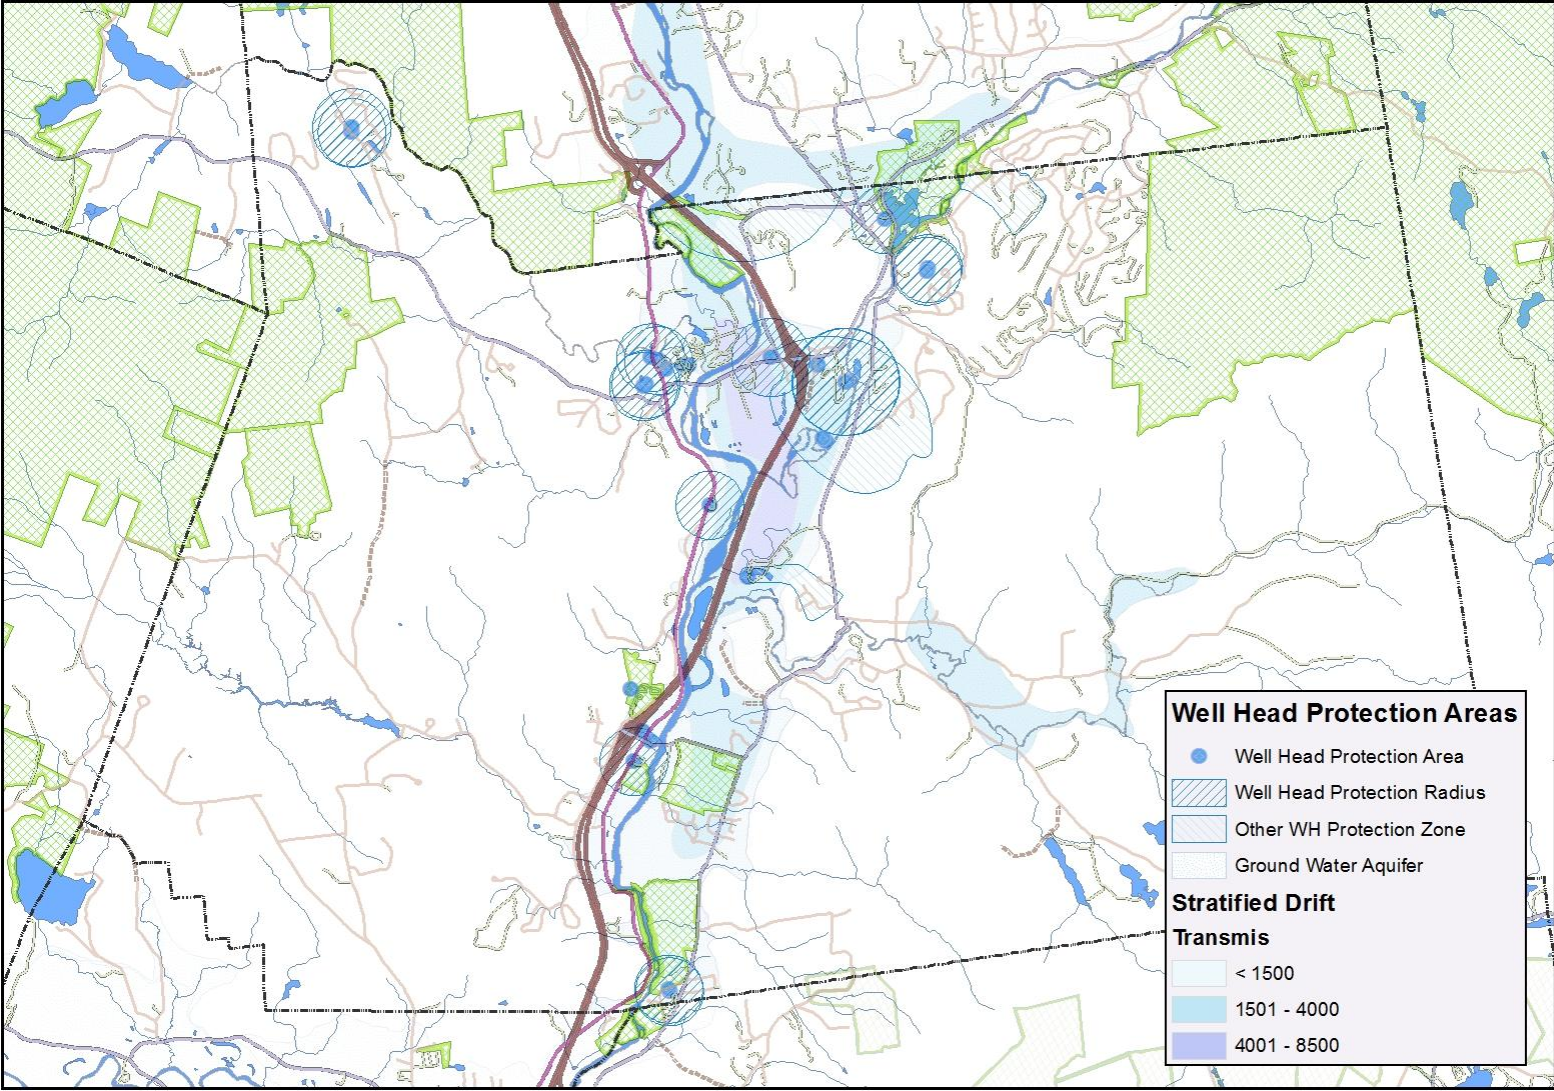 Well Head Protection Areas
Well Head Protection Area
Well Head Protection Radius
Other WH Protection Zone
Ground Water Aquifer
Stratified Drift
Transmis
< 1500
1501 - 4000
4001 - 8500